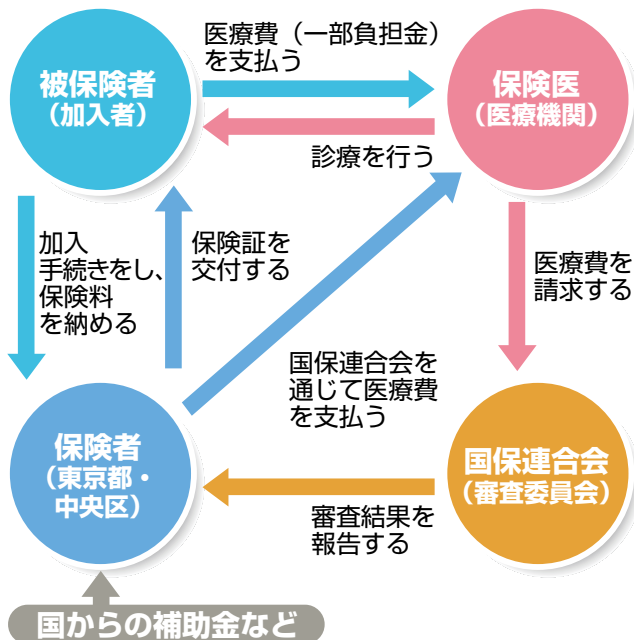 医療費（一部負担金）
を支払う
被保険者
（加入者）
保険医
（医療機関）
診療を行う
加入
手続きをし、
保険料
を納める
保険証を
交付する
医療費を
請求する
国保連合会を
通じて医療費
を支払う
保険者
（東京都・
中央区）
国保連合会
（審査委員会）
審査結果を
報告する
国からの補助金など